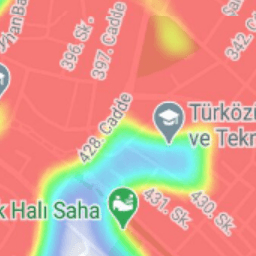 396. Sk.
397. Cadde
342. C
428. Cadde
Türközü
ve Tekn
k Halı Saha
431. Sk.
430. Sk.